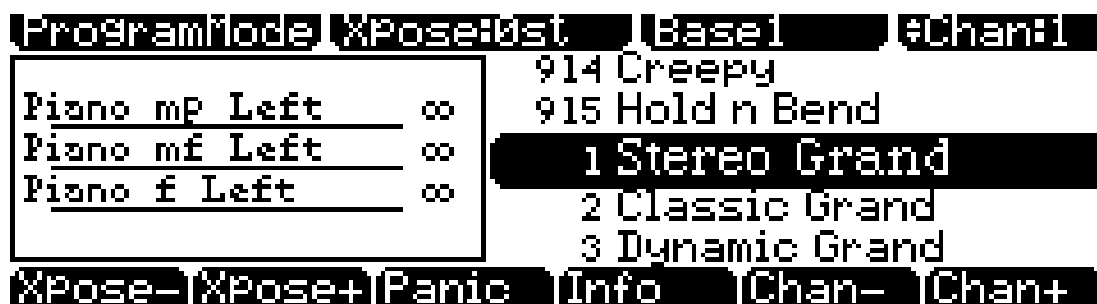 ProgramMode XPose:0st Base1 Chan:1
914 Creepy
Piano mp Left ∞
915 Hold n Bend
Piano mf Left ∞
1 Stereo Grand
Piano f Left ∞
2 Classic Grand
3 Dynamic Grand
XPose- XPose+ Panic Info Chan- Chan+